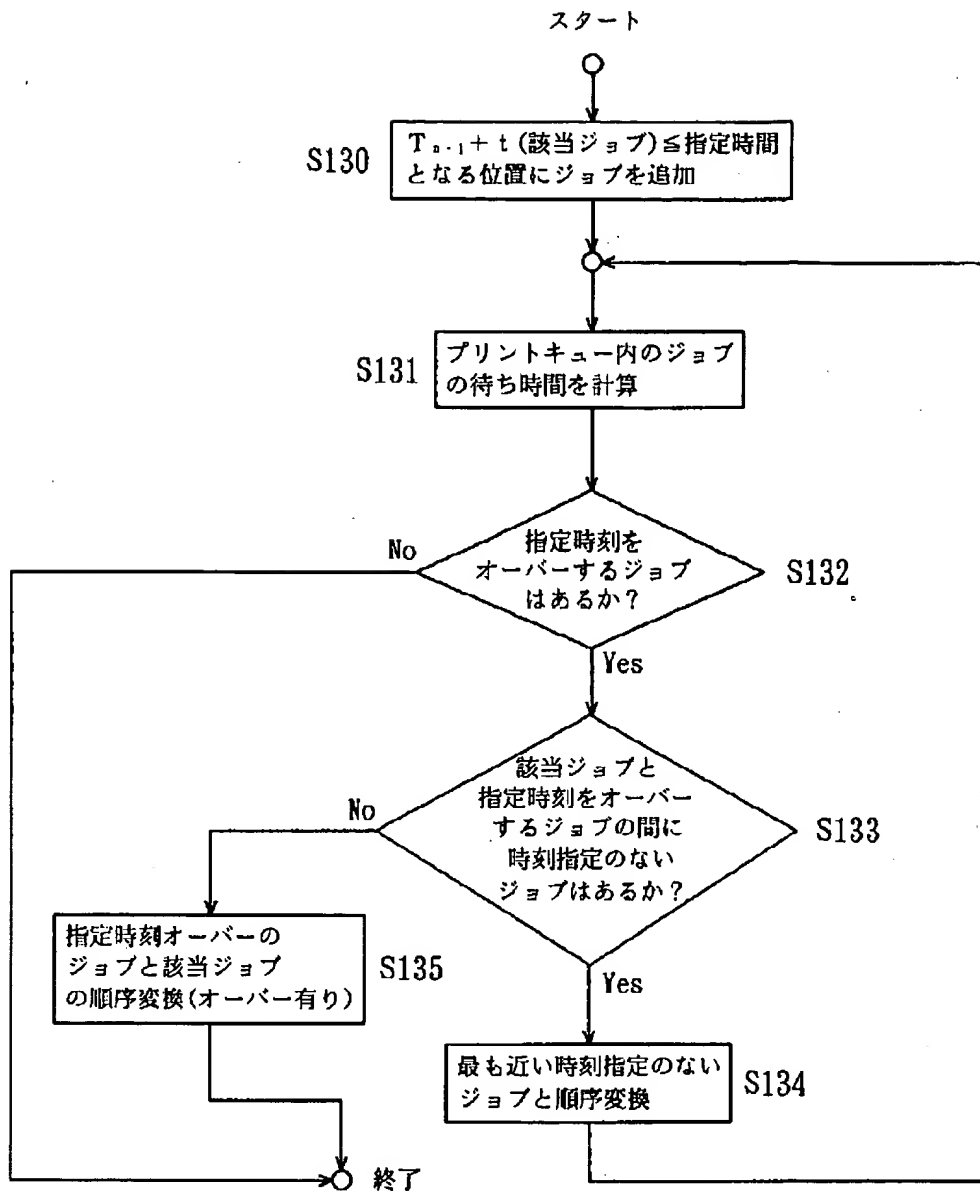 スタート
S130
Tn-1+t(該当ジョブ)≦指定時間
となる位置にジョブを追加
S131
プリントキュー内のジョブ
の待ち時間を計算
No
指定時刻を
オーバーするジョブ
はあるか?
S132
Yes
No
該当ジョブと
指定時刻をオーバー
するジョブの間に
時刻指定のない
ジョブはあるか?
S133
指定時刻オーバーの
ジョブと該当ジョブ
の順序変換(オーバー有り)
S135
Yes
最も近い時刻指定のない
ジョブと順序変換
S134
終了